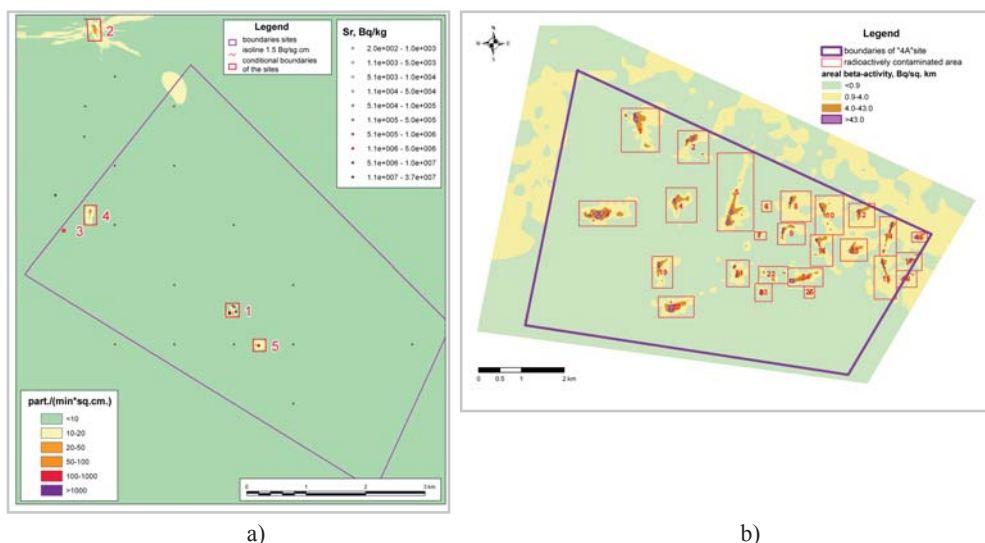 Legend
boundaries sites
isoline 1.5 Bq/sg.cm
conditional boundaries
of the sites
Sr, Bq/kg
2.0e+002 - 1.0e+003
1.1e+003 - 5.0e+003
5.1e+003 - 1.0e+004
1.1e+004 - 5.0e+004
5.1e+004 - 1.0e+005
1.1e+005 - 5.0e+005
5.1e+005 - 1.0e+006
1.1e+006 - 5.0e+006
5.1e+006 - 1.0e+007
1.1e+007 - 3.7e+007
2
4
3
1
5
part./(min*sq.cm.)
<10
10-20
20-50
50-100
100-1000
>1000
0 1 2 3 km
a)
N
W E
S
Legend
boundaries of "4A"site
radioactively contaminated area
areal beta-activity, Bq/sq. km
<0.9
0.9-4.0
4.0-43.0
>43.0
2
4
6
8
10
12
7
9
22
0 0.5 1 2 km
b)